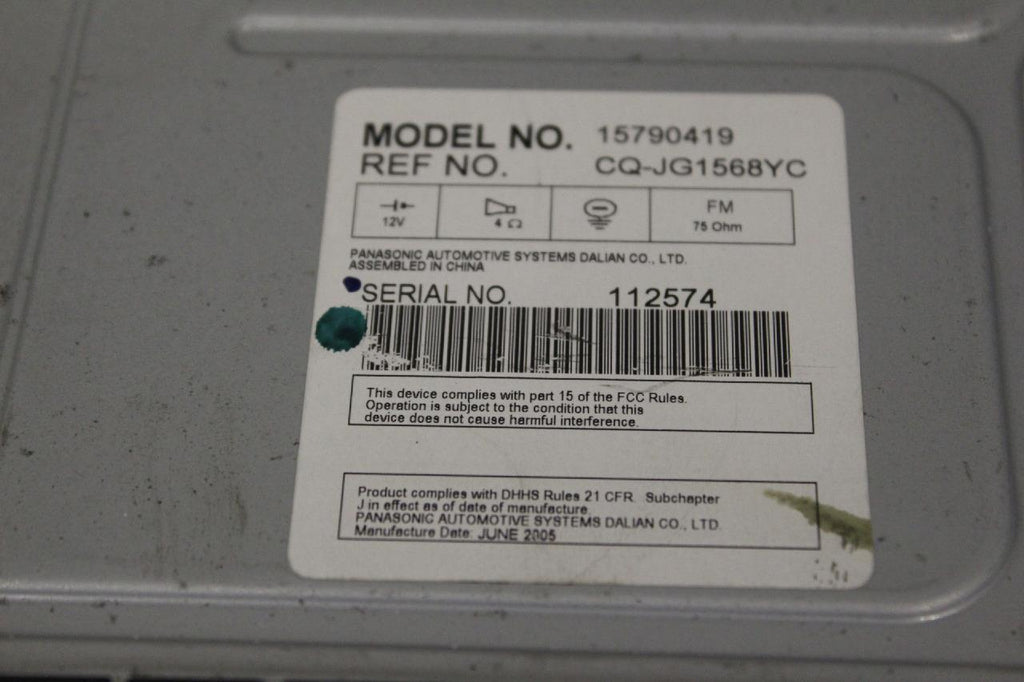 MODEL NO. 15790419
REF NO. CQ-JG1568YC
12V
4 Ω
FM
75 Ohm
PANASONIC AUTOMOTIVE SYSTEMS DALIAN CO., LTD.
ASSEMBLED IN CHINA
SERIAL NO. 112574
This device complies with part 15 of the FCC Rules.
Operation is subject to the condition that this
device does not cause harmful interference.
Product complies with DHHS Rules 21 CFR Subchapter
J in effect as of date of manufacture.
PANASONIC AUTOMOTIVE SYSTEMS DALIAN CO., LTD.
Manufacture Date: JUNE 2005